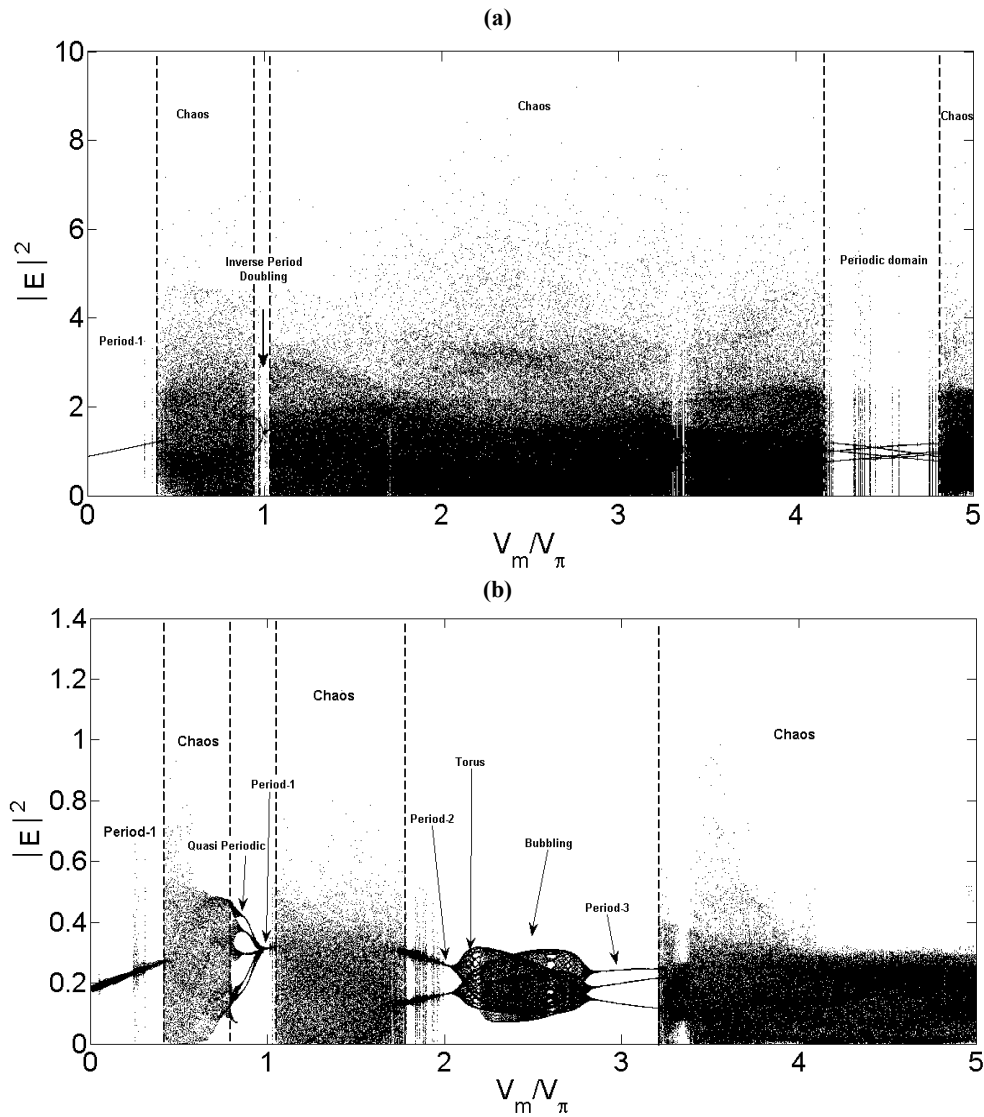 (a)
10
8
6
4
2
0
|E|²
Chaos
Chaos
Chaos
Inverse Period
Doubling
Periodic domain
Period-1
0 1 2 3 4 5
V_m/V_π
(b)
1.4
1.2
1
0.8
0.6
0.4
0.2
0
|E|²
Chaos
Chaos
Chaos
Torus
Period-1
Period-2
Period-1
Quasi Periodic
Bubbling
Period-3
0 1 2 3 4 5
V_m/V_π